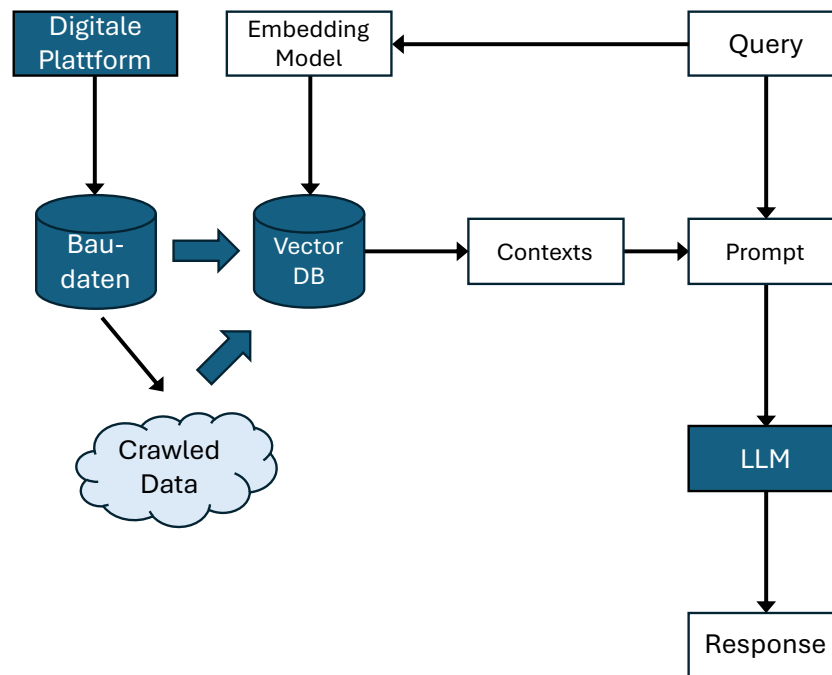 Digitale
Plattform
Embedding
Model
Query
Bau-
daten
Vector
DB
Contexts
Prompt
Crawled
Data
LLM
Response